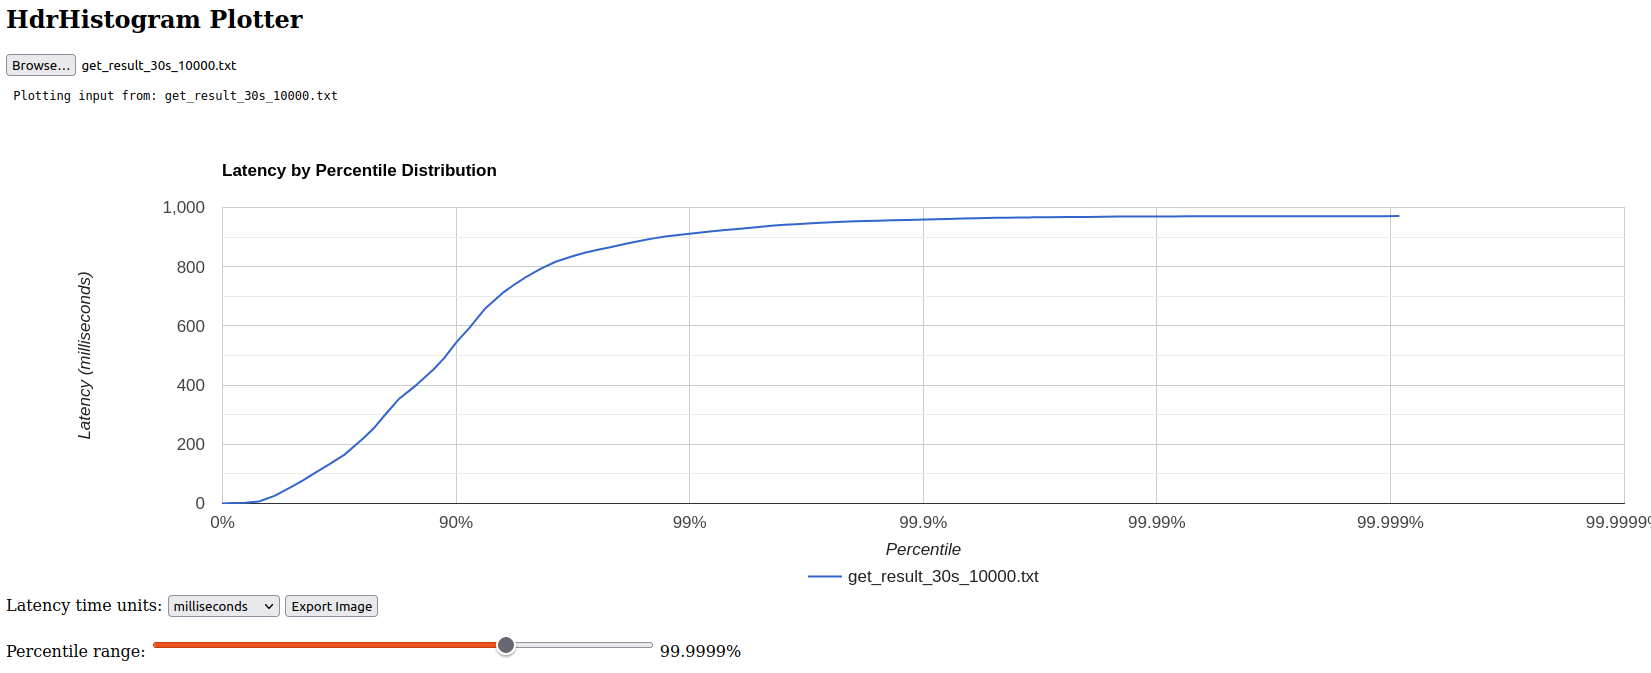 HdrHistogram Plotter
Browse... get_result_30s_10000.txt
Plotting input from: get_result_30s_10000.txt
Latency by Percentile Distribution
1,000
800
600
400
200
0
Latency (milliseconds)
0% 90% 99% 99.9% 99.99% 99.999% 99.9999%
Percentile
get_result_30s_10000.txt
Latency time units: milliseconds Export Image
Percentile range: 99.9999%